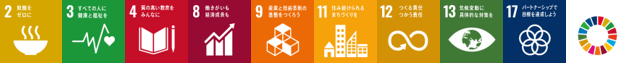 2 飢餓を
ゼロに
3 すべての人に
健康と福祉を
4 質の高い教育を
みんなに
8 働きがいも
経済成長も
9 産業と技術革新の
基盤をつくろう
11 住み続けられる
まちづくりを
12 つくる責任
つかう責任
13 気候変動に
具体的な対策を
17 パートナーシップで
目標を達成しよう